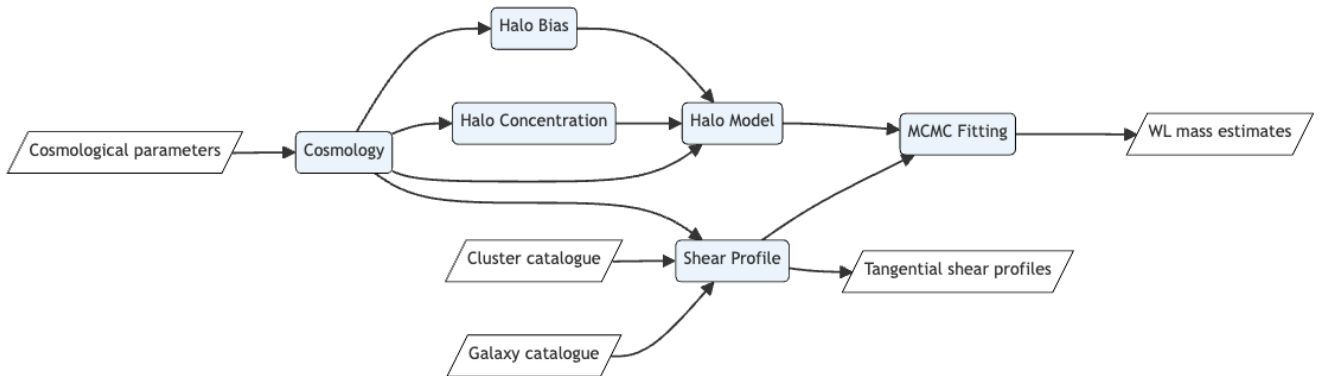 Halo Bias
Halo Concentration
Halo Model
MCMC Fitting
WL mass estimates
Cosmological parameters
Cosmology
Cluster catalogue
Shear Profile
Tangential shear profiles
Galaxy catalogue